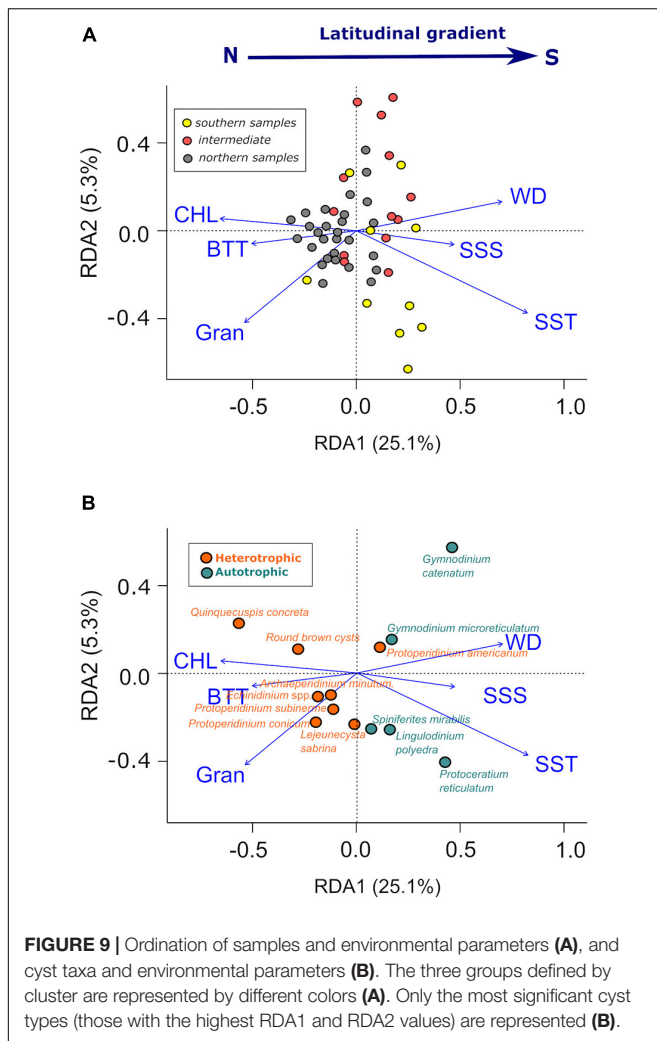 A
Latitudinal gradient
N
S
southern samples
intermediate
northern samples
0.4
0.0
-0.4
RDA2 (5.3%)
CHL
BTT
Gran
WD
SSS
SST
-0.5
0.0
0.5
1.0
RDA1 (25.1%)
B
Heterotrophic
Autotrophic
0.4
0.0
-0.4
RDA2 (5.3%)
Gymnodinium
catenatum
Quinquecuspis concreta
Gymnodinium microreticulatum
Round brown cysts
WD
Protoperidinium americanum
CHL
Archaeperidinium minutum.
BTT
Echinidinium spp.
SSS
Protoperidinium subinerme
Protoperidinium conicum
Spiniferites mirabilis
Lejeunecysta
sabrina
Lingulodinium
polyedra
Gran
SST
Protoceratium
reticulatum
-0.5
0.0
0.5
1.0
RDA1 (25.1%)
FIGURE 9 | Ordination of samples and environmental parameters (A), and
cyst taxa and environmental parameters (B). The three groups defined by
cluster are represented by different colors (A). Only the most significant cyst
types (those with the highest RDA1 and RDA2 values) are represented (B).